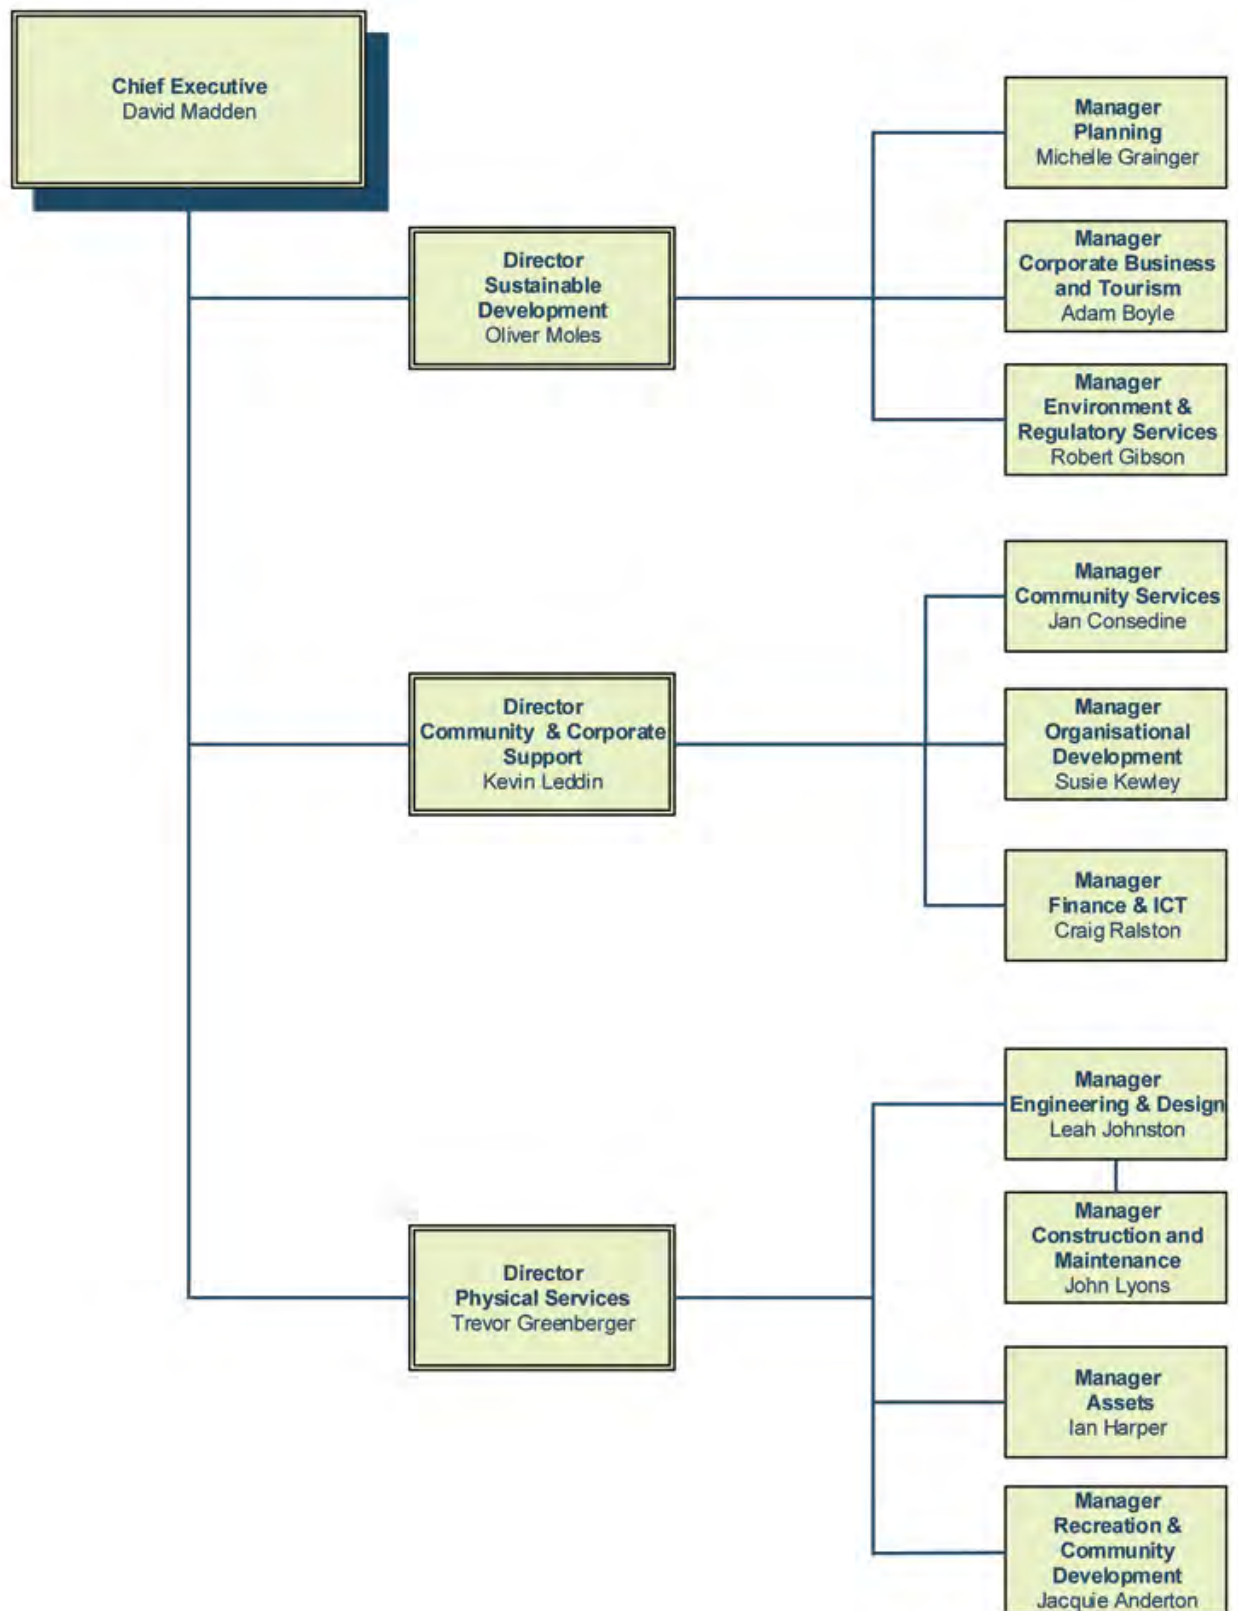 Chief Executive
David Madden
Director
Sustainable
Development
Oliver Moles
Manager
Planning
Michelle Grainger
Manager
Corporate Business
and Tourism
Adam Boyle
Manager
Environment &
Regulatory Services
Robert Gibson
Director
Community & Corporate
Support
Kevin Leddin
Manager
Community Services
Jan Consedine
Manager
Organisational
Development
Susie Kewley
Manager
Finance & ICT
Craig Ralston
Director
Physical Services
Trevor Greenberger
Manager
Engineering & Design
Leah Johnston
Manager
Construction and
Maintenance
John Lyons
Manager
Assets
Ian Harper
Manager
Recreation &
Community
Development
Jacquie Anderton